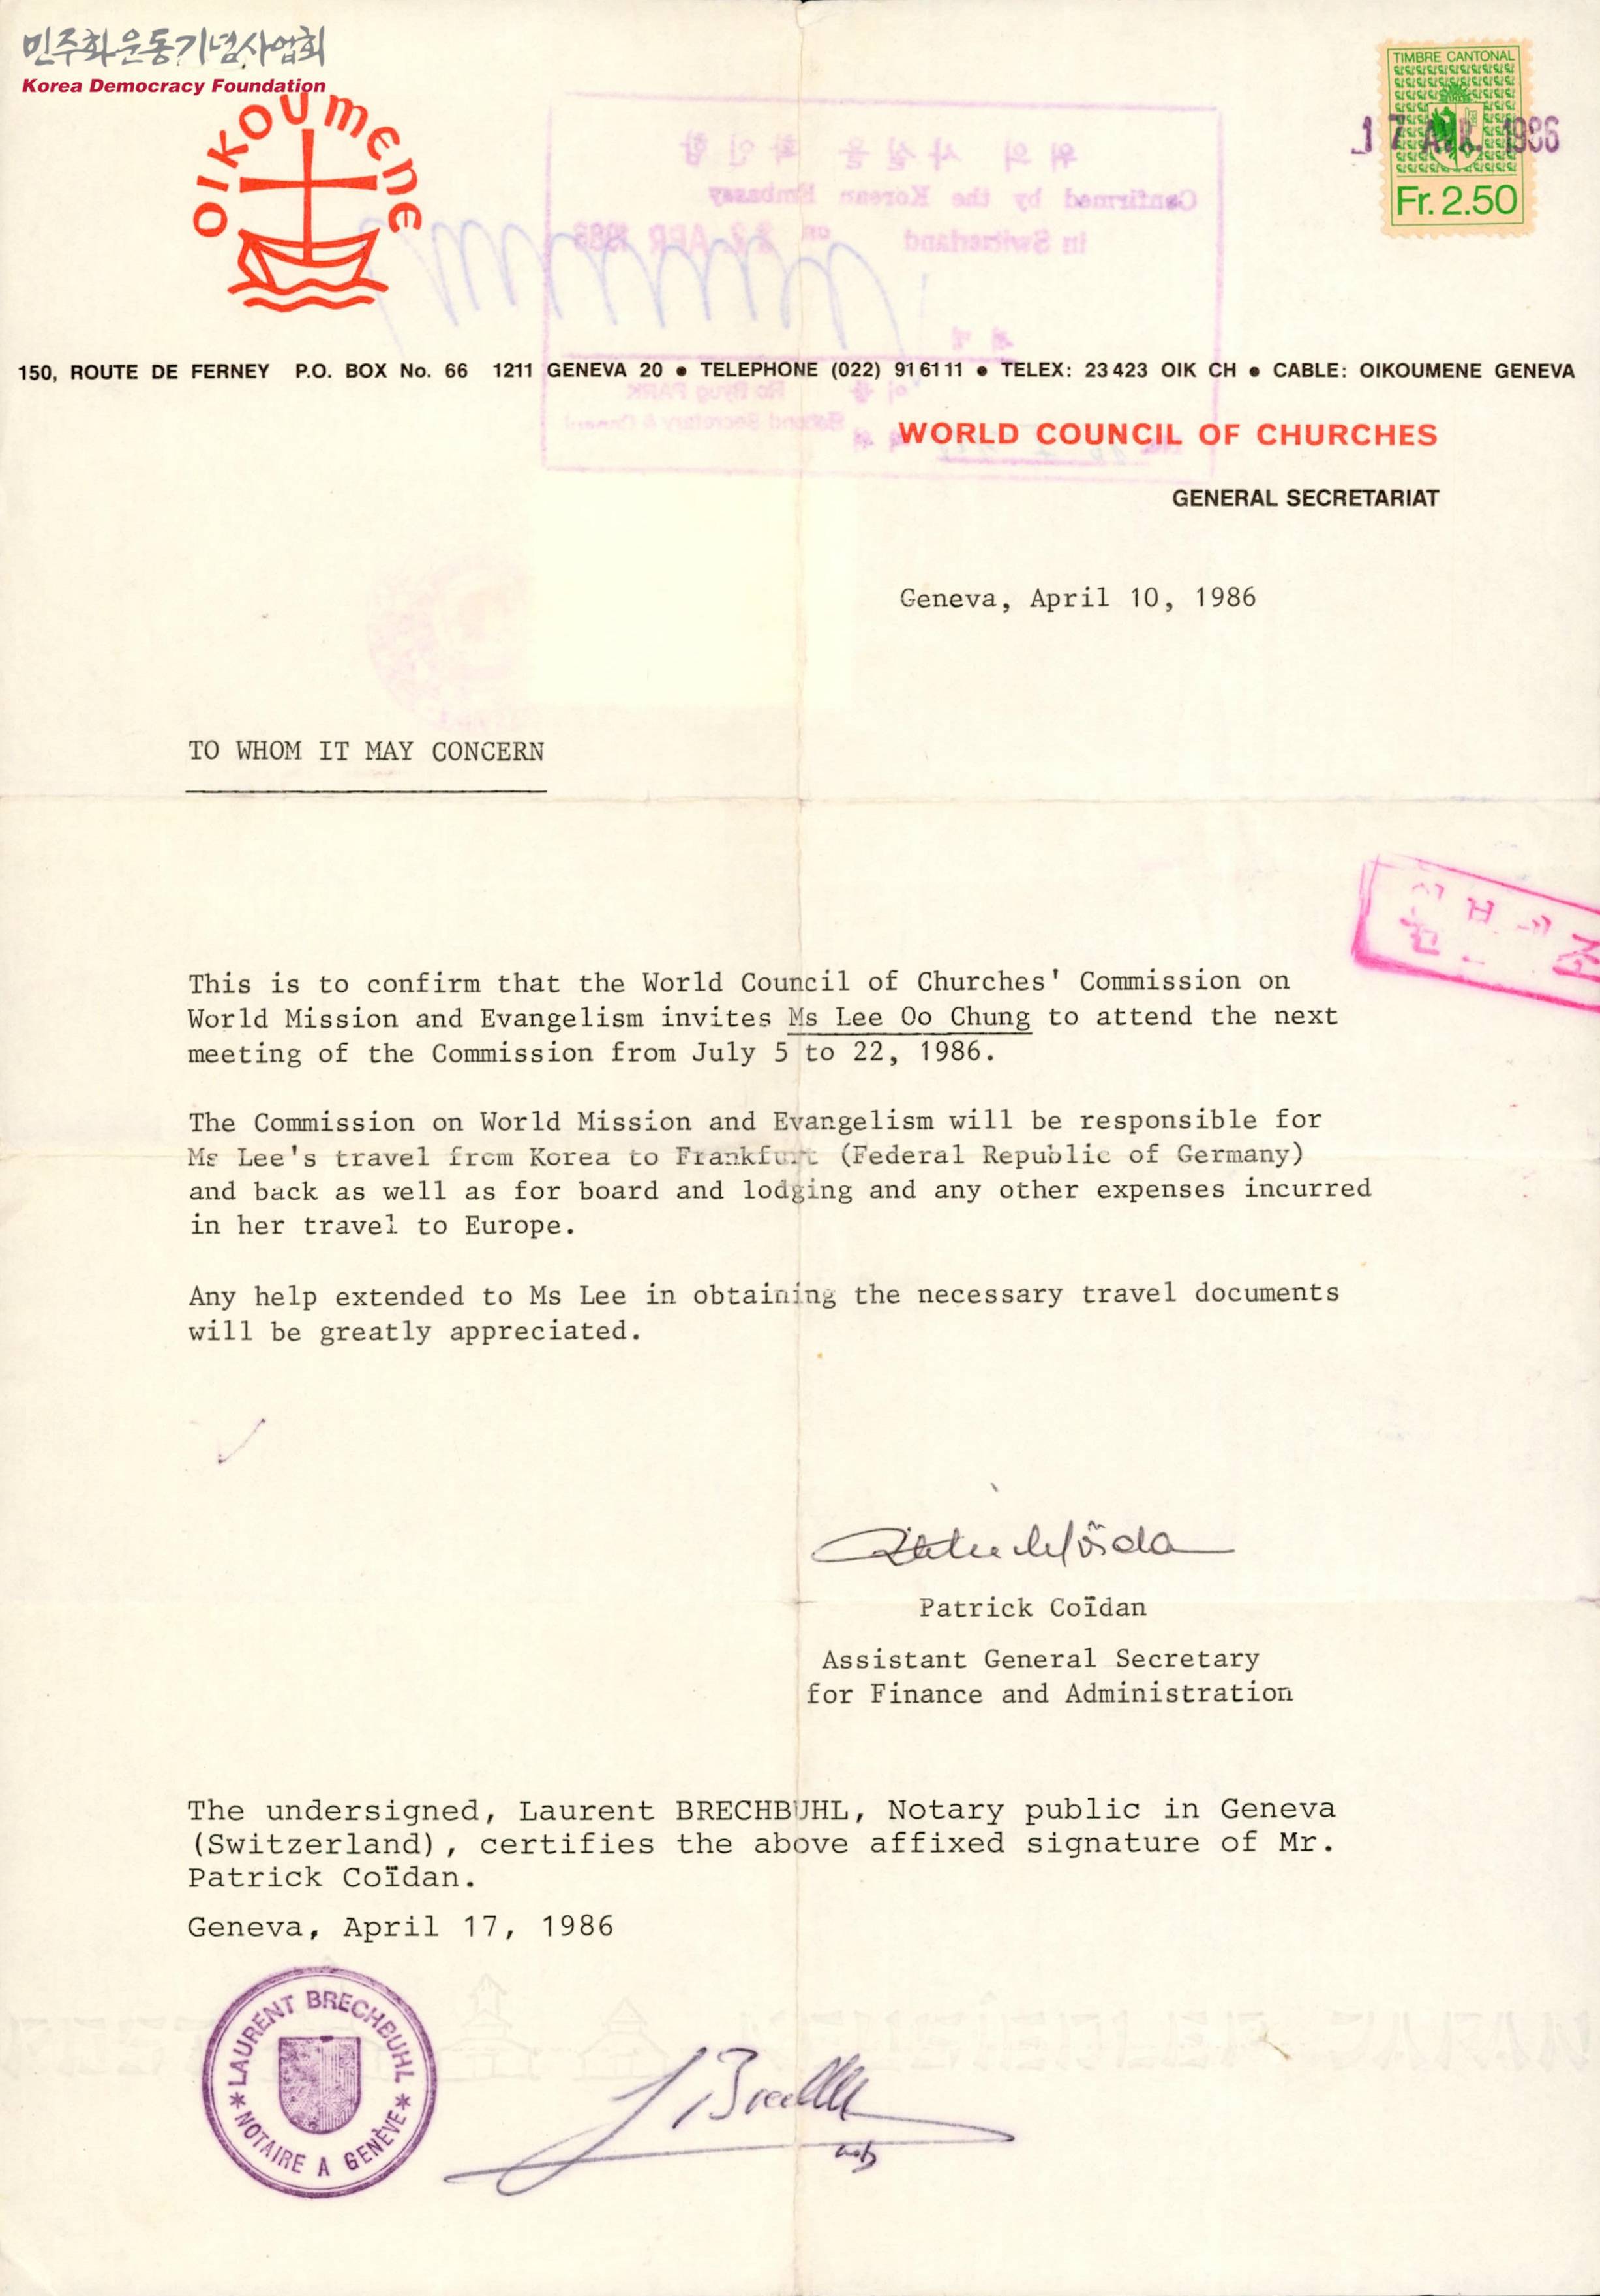 민주화운동기념사업회
Korea Democracy Foundation
OIKOUMENE
TIMBRE CANTONAL
Fr. 2.50
150, ROUTE DE FERNEY P.O. BOX No. 66 1211 GENEVA 20 ● TELEPHONE (022) 91 61 11 ● TELEX: 23 423 OIK CH ● CABLE: OIKOUMENE GENEVA
WORLD COUNCIL OF CHURCHES
GENERAL SECRETARIAT
Geneva, April 10, 1986
TO WHOM IT MAY CONCERN
This is to confirm that the World Council of Churches' Commission on
World Mission and Evangelism invites Ms Lee Oo Chung to attend the next
meeting of the Commission from July 5 to 22, 1986.
The Commission on World Mission and Evangelism will be responsible for
Ms Lee's travel from Korea to Frankfurt (Federal Republic of Germany)
and back as well as for board and lodging and any other expenses incurred
in her travel to Europe.
Any help extended to Ms Lee in obtaining the necessary travel documents
will be greatly appreciated.
Patrick Coïdan
Assistant General Secretary
for Finance and Administration
The undersigned, Laurent BRECHBUHL, Notary public in Geneva
(Switzerland), certifies the above affixed signature of Mr.
Patrick Coïdan.
Geneva, April 17, 1986
LAURENT BRECHBUHL
* NOTAIRE A GENÈVE *